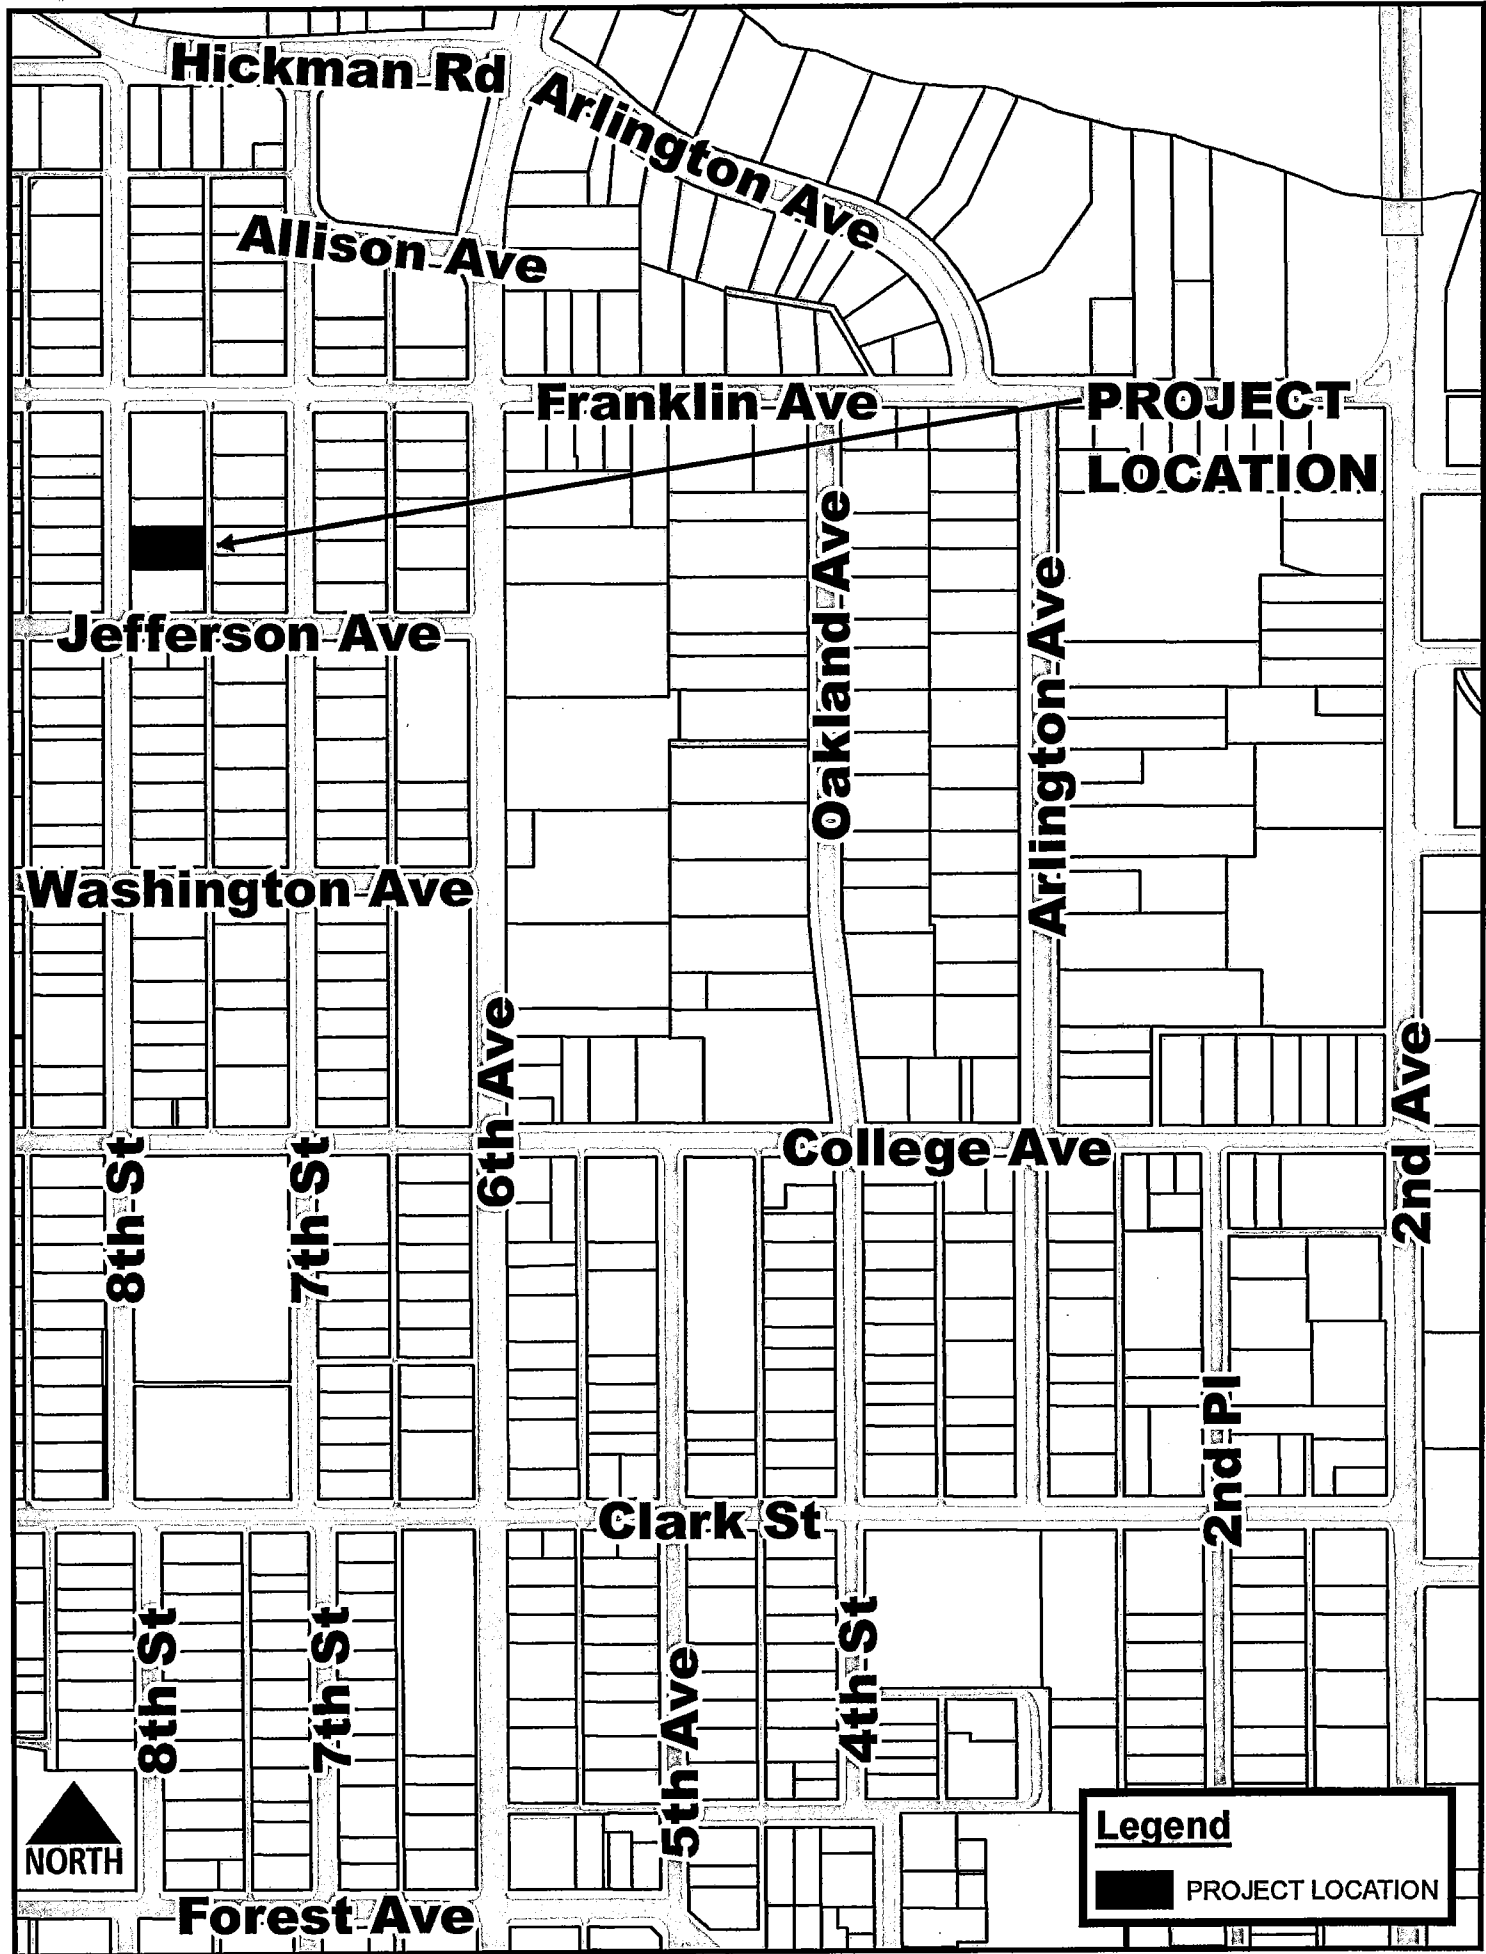 Hickman Rd
Arlington Ave
Allison Ave
Franklin Ave
PROJECT
LOCATION
Oakland Ave
Arlington Ave
Jefferson Ave
Washington Ave
6th Ave
College Ave
2nd Ave
8th St
7th St
2nd Pl
Clark St
8th St
7th St
5th Ave
4th St
NORTH
Legend
PROJECT LOCATION
Forest Ave